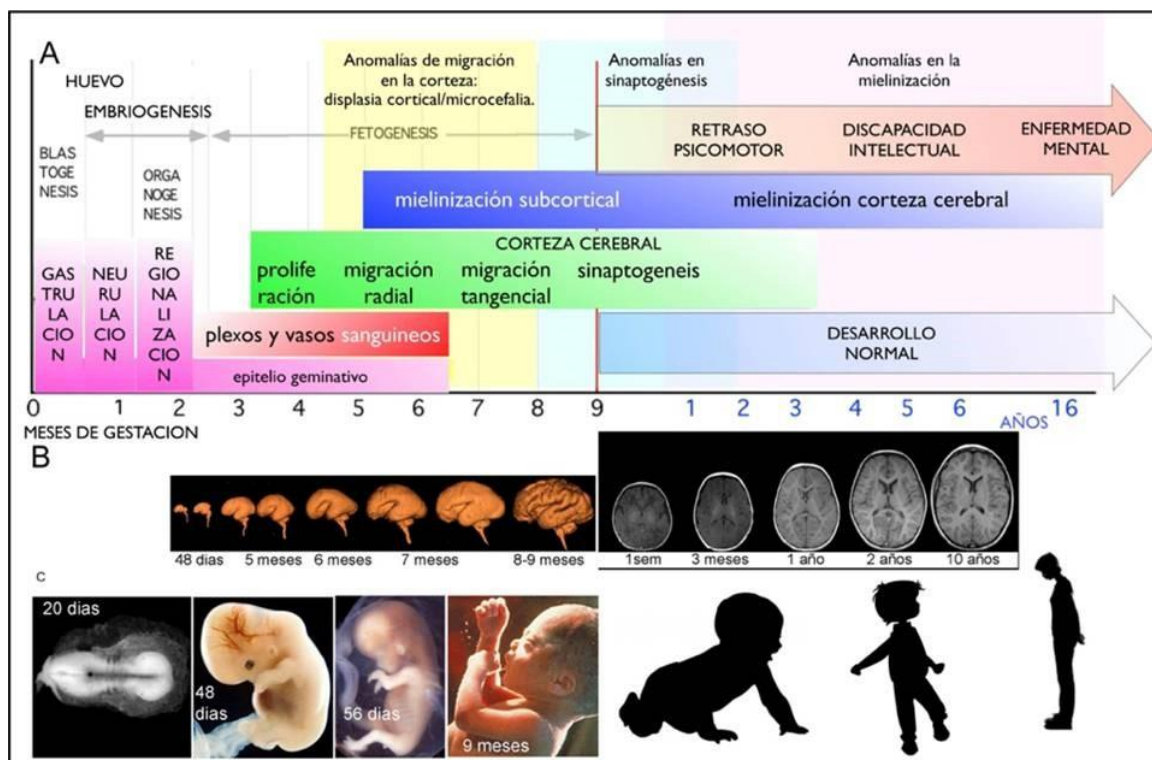 A
HUEVO
EMBRIOGENESIS
BLAS
TOGE
NESIS
ORGA
NOGE
NESIS
Anomalías de migración
en la corteza:
displasia cortical/microcefalia.
FETOGENESIS
Anomalías en
sinaptogénesis
Anomalías en la
mielinización
RETRASO
PSICOMOTOR
DISCAPACIDAD
INTELECTUAL
ENFERMEDAD
MENTAL
mielinización subcortical
mielinización corteza cerebral
CORTEZA CEREBRAL
prolife
ración
migración
radial
migración
tangencial
sinaptogeneis
GAS
TRU
LA
CIO
N
NEU
RU
LA
CIO
N
RE
GIO
NA
LI
ZA
CIO
N
plexos y vasos sanguineos
epitelio geminativo
DESARROLLO
NORMAL
0 1 2 3 4 5 6 7 8 9 1 2 3 4 5 6 16
MESES DE GESTACION
AÑOS
B
48 dias 5 meses 6 meses 7 meses 8-9 meses
1sem 3 meses 1 año 2 años 10 años
c
20 dias
48
dias
56 dias
9 meses